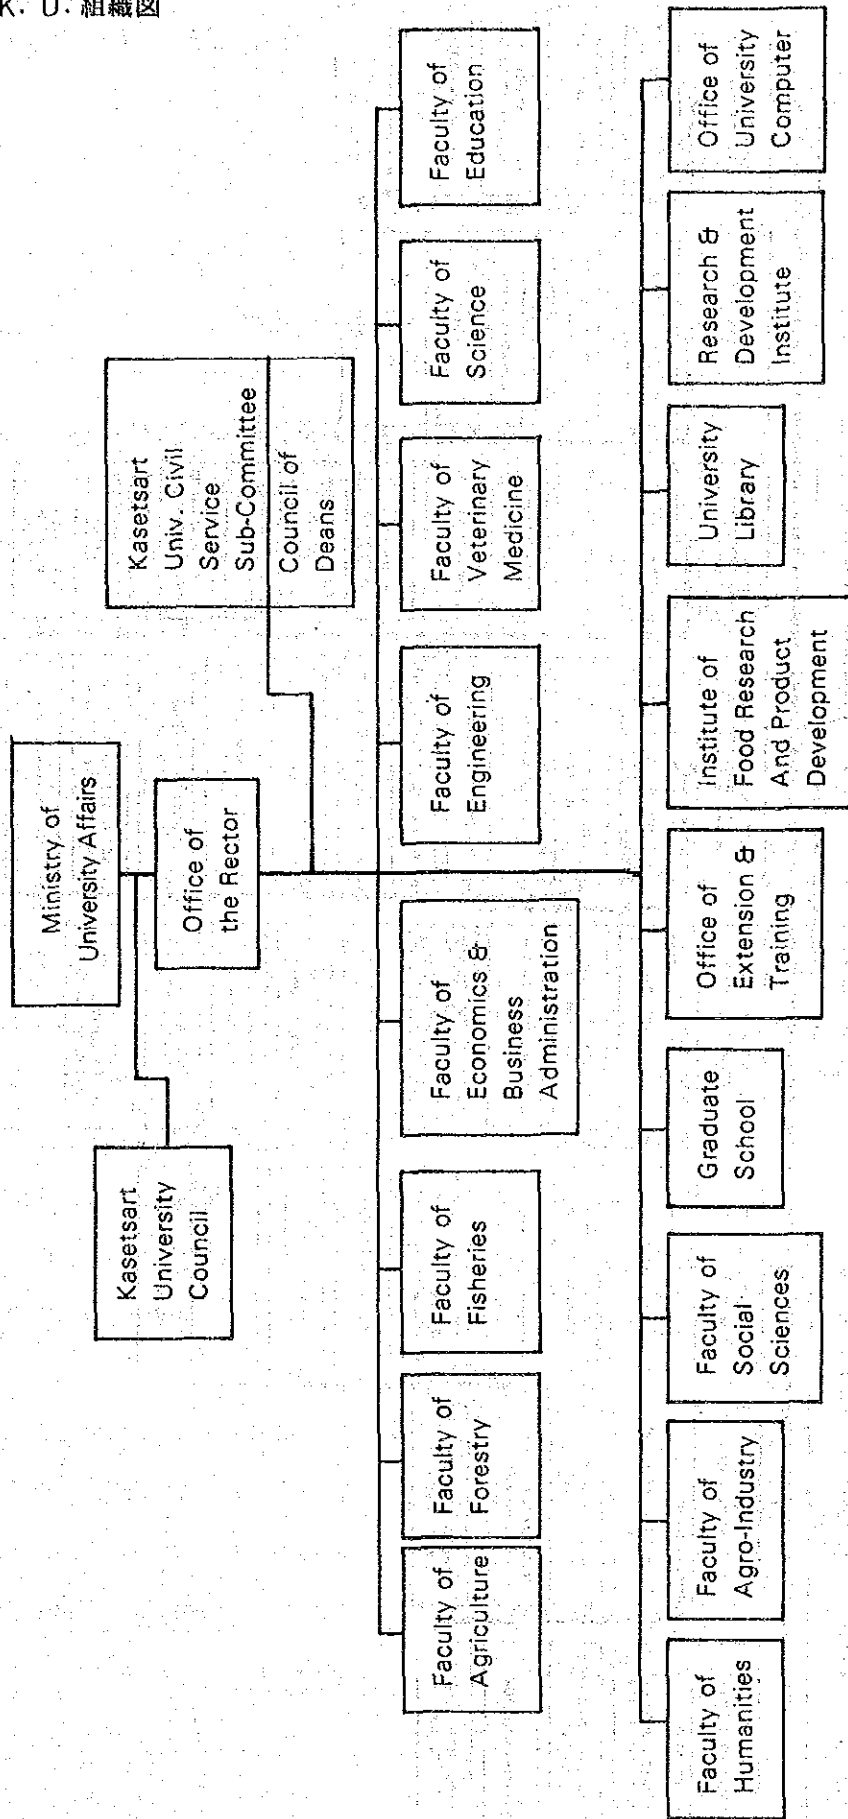 K. U. 組織図
Ministry of
University Affairs
Kasetsart
University
Council
Office of
the Rector
Kasetsart
Univ. Civil
Service
Sub-Committee
Council of
Deans
Faculty of
Agriculture
Faculty of
Forestry
Faculty of
Fisheries
Faculty of
Economics &
Business
Administration
Faculty of
Engineering
Faculty of
Veterinary
Medicine
Faculty of
Science
Faculty of
Education
Faculty of
Humanities
Faculty of
Agro-Industry
Faculty of
Social
Sciences
Graduate
School
Office of
Extension &
Training
Institute of
Food Research
And Product
Development
University
Library
Research &
Development
Institute
Office of
University
Computer